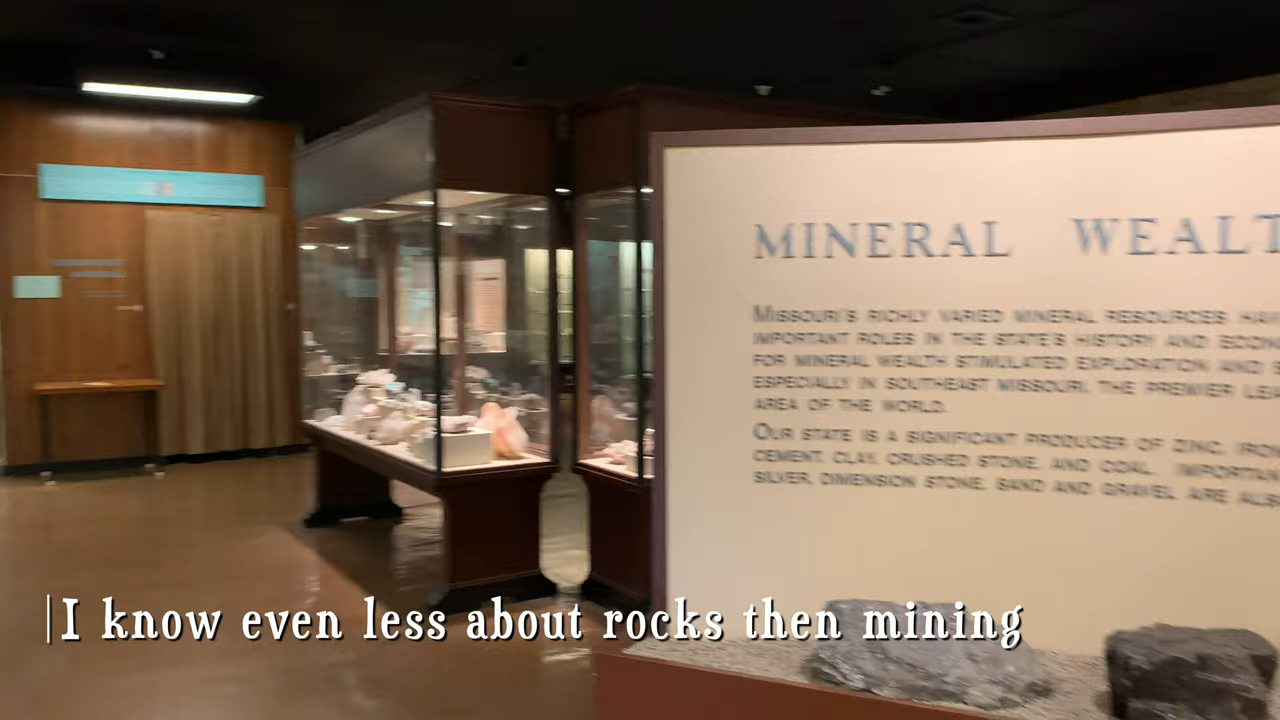 MINERAL WEALT
MISSOURI'S RICHLY VARIED MINERAL RESOURCES HA
IMPORTANT ROLES IN THE STATE'S HISTORY AND ECON
FOR MINERAL WEALTH STIMULATED EXPLORATION AND
ESPECIALLY IN SOUTHEAST MISSOURI, THE PREMIER LEA
AREA OF THE WORLD.
OUR STATE IS A SIGNIFICANT PRODUCER OF ZINC, IRON
CEMENT, CLAY, CRUSHED STONE, AND COAL. IMPORTAN
SILVER, DIMENSION STONE, SAND AND GRAVEL ARE ALS
I know even less about rocks then mining